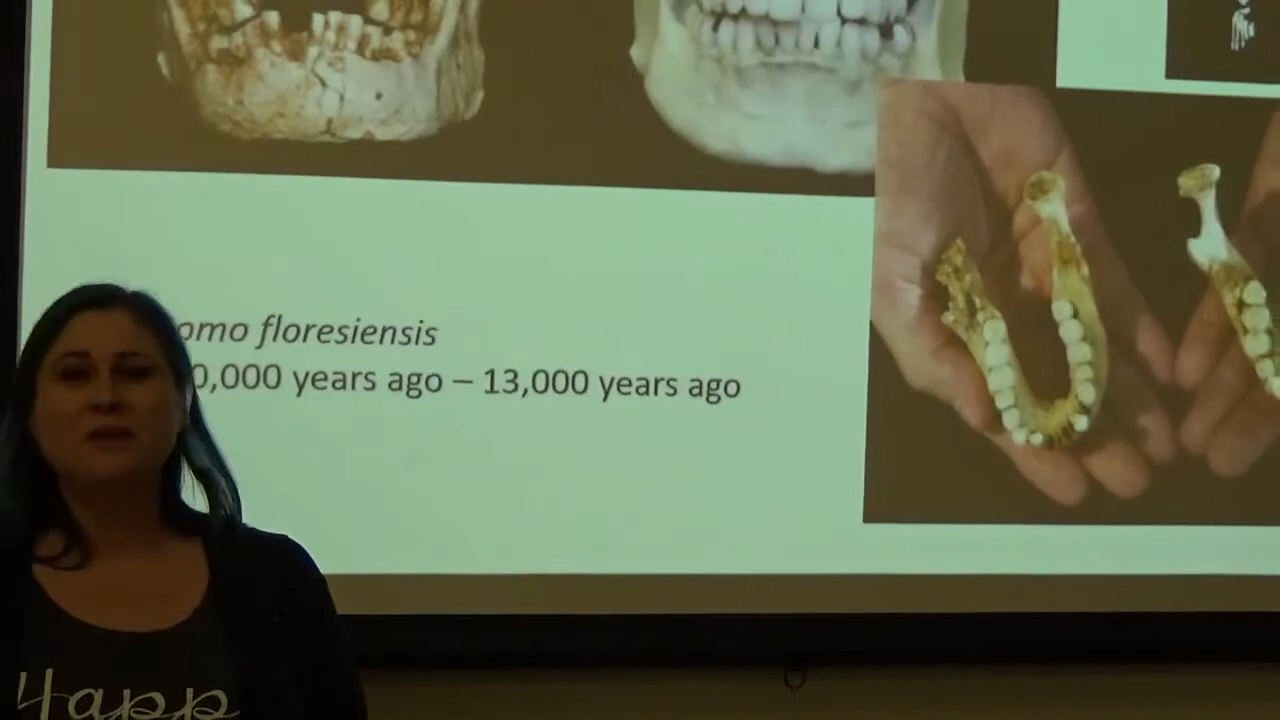 omo floresiensis
0,000 years ago – 13,000 years ago
Happ